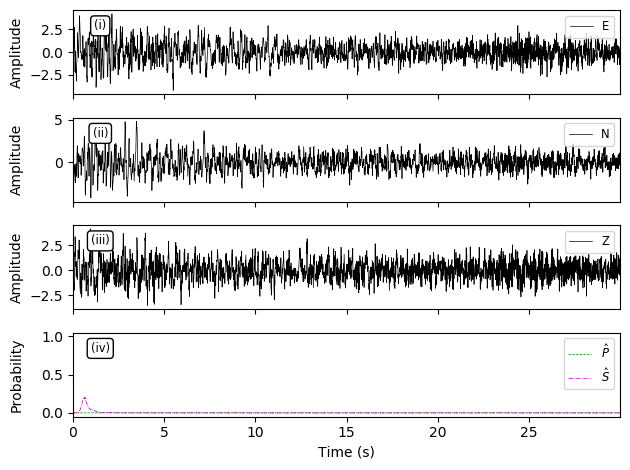 (i)
E
Amplitude
2.5
0.0
−2.5
(ii)
N
Amplitude
5
0
(iii)
Z
Amplitude
2.5
0.0
−2.5
(iv)
P̂
Ŝ
Probability
1.0
0.5
0.0
0 5 10 15 20 25
Time (s)